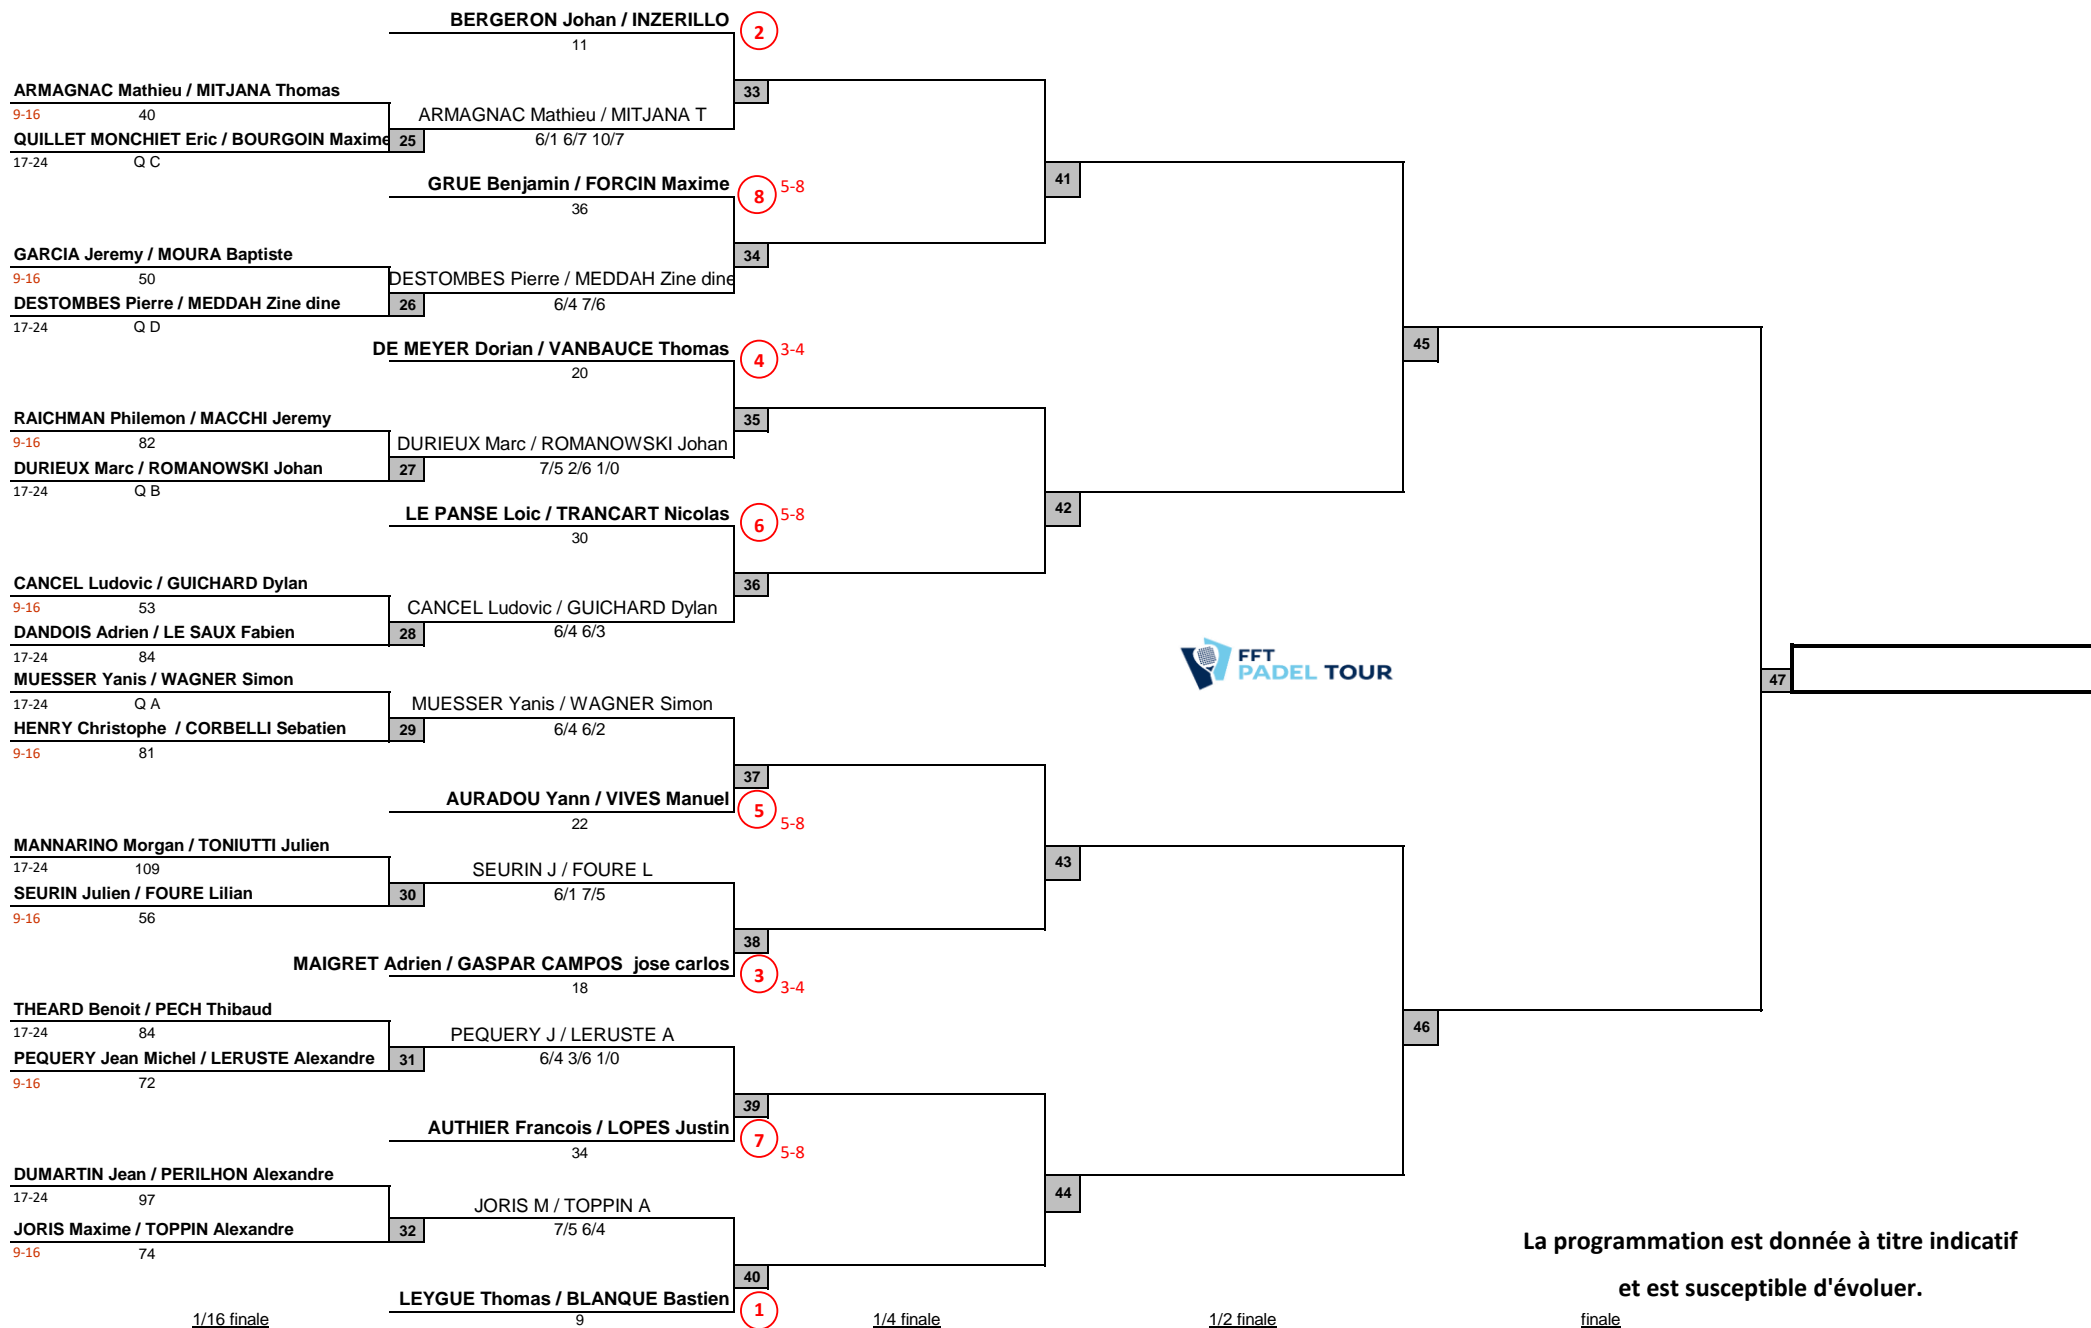 BERGERON Johan / INZERILLO
2
11
ARMAGNAC Mathieu / MITJANA Thomas
33
9-16 40
ARMAGNAC Mathieu / MITJANA T
QUILLET MONCHIET Eric / BOURGOIN Maxime
25
6/1 6/7 10/7
17-24 Q C
GRUE Benjamin / FORCIN Maxime
8
5-8
41
36
GARCIA Jeremy / MOURA Baptiste
34
9-16 50
DESTOMBES Pierre / MEDDAH Zine dine
DESTOMBES Pierre / MEDDAH Zine dine
26
6/4 7/6
17-24 Q D
DE MEYER Dorian / VANBAUCE Thomas
4
3-4
45
20
RAICHMAN Philemon / MACCHI Jeremy
35
9-16 82
DURIEUX Marc / ROMANOWSKI Johan
DURIEUX Marc / ROMANOWSKI Johan
27
7/5 2/6 1/0
17-24 Q B
LE PANSE Loic / TRANCART Nicolas
6
5-8
42
30
CANCEL Ludovic / GUICHARD Dylan
36
9-16 53
CANCEL Ludovic / GUICHARD Dylan
DANDOIS Adrien / LE SAUX Fabien
28
6/4 6/3
17-24 84
FFT
PADEL TOUR
MUESSER Yanis / WAGNER Simon
47
17-24 Q A
MUESSER Yanis / WAGNER Simon
HENRY Christophe / CORBELLI Sebatien
29
6/4 6/2
9-16 81
37
AURADOU Yann / VIVES Manuel
5
5-8
22
MANNARINO Morgan / TONIUTTI Julien
43
17-24 109
SEURIN J / FOURE L
SEURIN Julien / FOURE Lilian
30
6/1 7/5
9-16 56
38
MAIGRET Adrien / GASPAR CAMPOS jose carlos
3
3-4
18
THEARD Benoit / PECH Thibaud
46
17-24 84
PEQUERY J / LERUSTE A
PEQUERY Jean Michel / LERUSTE Alexandre
31
6/4 3/6 1/0
9-16 72
39
AUTHIER Francois / LOPES Justin
7
5-8
34
DUMARTIN Jean / PERILHON Alexandre
44
17-24 97
JORIS M / TOPPIN A
JORIS Maxime / TOPPIN Alexandre
32
7/5 6/4
9-16 74
La programmation est donnée à titre indicatif
40
et est susceptible d'évoluer.
LEYGUE Thomas / BLANQUE Bastien
1
9
1/16 finale
1/4 finale
1/2 finale
finale